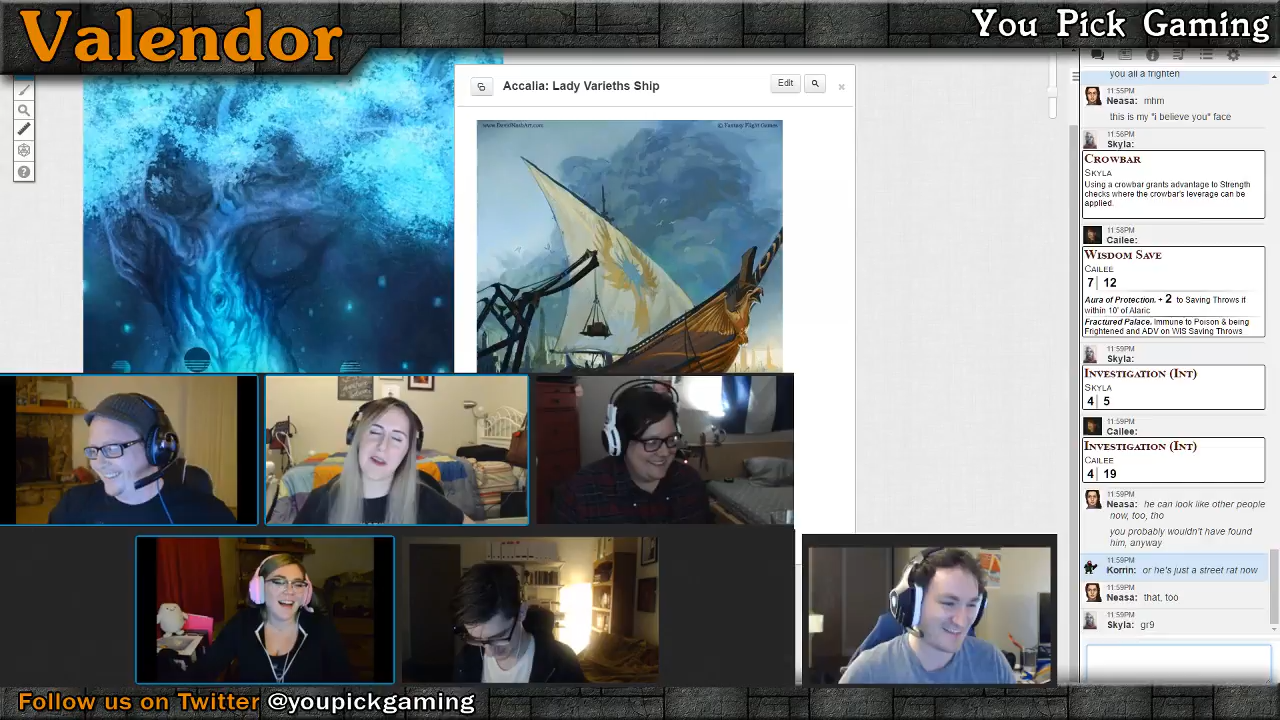 Valendor
You Pick Gaming
Accalia: Lady Varieths Ship
Edit
www.DerelNashArt.com
© Fantasy Flight Games
you all a frighten
11:55PM
Neasa: mhm
this is my "i believe you" face
11:56PM
Skyla:
Crowbar
Skyla
Using a crowbar grants advantage to Strength
checks where the crowbar's leverage can be
applied.
11:58PM
Cailee:
Wisdom Save
Cailee
7| 12
Aura of Protection. + 2 to Saving Throws if
within 10' of Alaric
Fractured Palace. Immune to Poison & being
Frightened and ADV on WIS Saving Throws
11:59PM
Skyla:
Investigation (Int)
Skyla
4| 5
11:59PM
Cailee:
Investigation (Int)
Cailee
4| 19
11:59PM
Neasa: he can look like other people
now, too, tho
you probably wouldn't have found
him, anyway
11:59PM
Korrin: or he's just a street rat now
11:59PM
Neasa: that, too
11:59PM
Skyla: gr9
Follow us on Twitter @youpickgaming